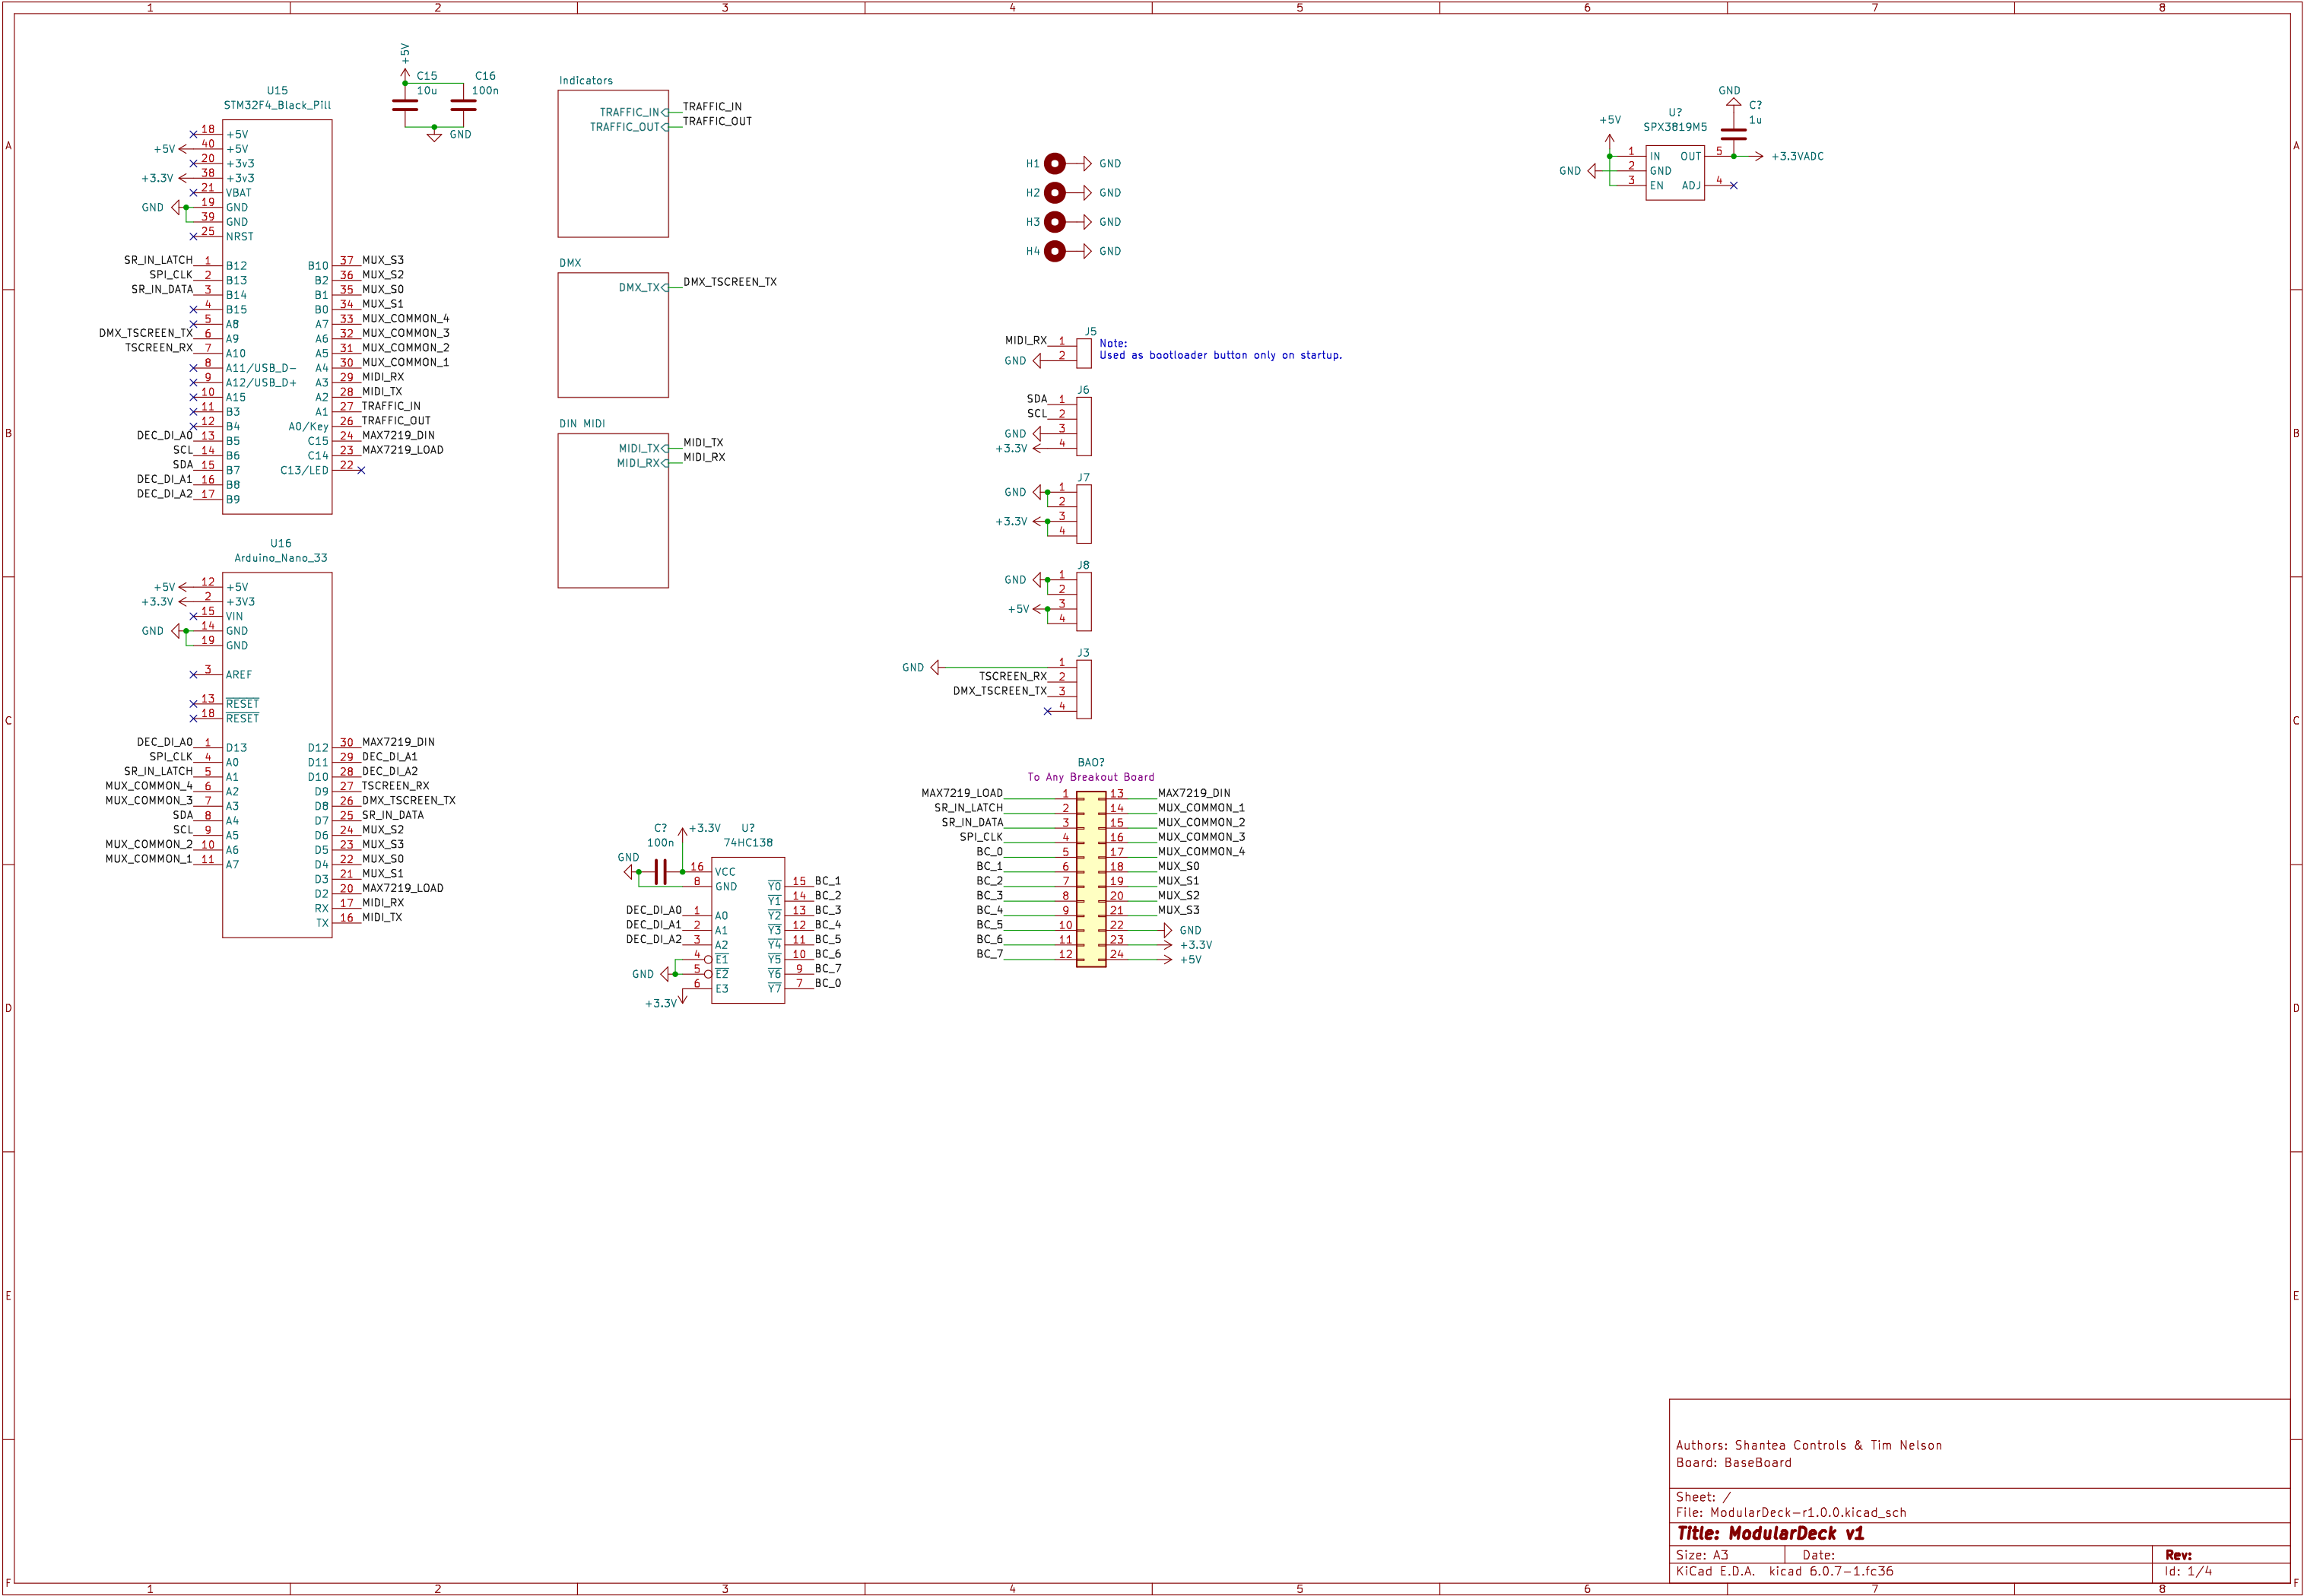 1 2 3 4 5 6 7 8
A
B
C
D
E
F
U15
STM32F4_Black_Pill
18 +5V
+5V 40 +5V
20 +3v3
+3.3V 38 +3v3
21 VBAT
GND 19 GND
39 GND
25 NRST
SR_IN_LATCH 1 B12 B10 37 MUX_S3
SPI_CLK 2 B13 B2 36 MUX_S2
SR_IN_DATA 3 B14 B1 35 MUX_S0
4 B15 B0 34 MUX_S1
5 A8 A7 33 MUX_COMMON_4
DMX_TSCREEN_TX 6 A9 A6 32 MUX_COMMON_3
TSCREEN_RX 7 A10 A5 31 MUX_COMMON_2
8 A11/USB_D- A4 30 MUX_COMMON_1
9 A12/USB_D+ A3 29 MIDI_RX
10 A15 A2 28 MIDI_TX
11 B3 A1 27 TRAFFIC_IN
12 B4 A0/Key 26 TRAFFIC_OUT
DEC_DI_A0 13 B5 C15 24 MAX7219_DIN
SCL 14 B6 C14 23 MAX7219_LOAD
SDA 15 B7 C13/LED 22
DEC_DI_A1 16 B8
DEC_DI_A2 17 B9
+5V
C15
10u
C16
100n
GND
U16
Arduino_Nano_33
+5V 12 +5V
+3.3V 2 +3V3
15 VIN
GND 14 GND
19 GND
3 AREF
13 RESET
18 RESET
DEC_DI_A0 1 D13 D12 30 MAX7219_DIN
SPI_CLK 4 A0 D11 29 DEC_DI_A1
SR_IN_LATCH 5 A1 D10 28 DEC_DI_A2
MUX_COMMON_4 6 A2 D9 27 TSCREEN_RX
MUX_COMMON_3 7 A3 D8 26 DMX_TSCREEN_TX
SDA 8 A4 D7 25 SR_IN_DATA
SCL 9 A5 D6 24 MUX_S2
MUX_COMMON_2 10 A6 D5 23 MUX_S3
MUX_COMMON_1 11 A7 D4 22 MUX_S0
D3 21 MUX_S1
D2 20 MAX7219_LOAD
RX 17 MIDI_RX
TX 16 MIDI_TX
Indicators
TRAFFIC_IN TRAFFIC_IN
TRAFFIC_OUT TRAFFIC_OUT
DMX
DMX_TX DMX_TSCREEN_TX
DIN MIDI
MIDI_TX MIDI_TX
MIDI_RX MIDI_RX
C?
100n
+3.3V
GND
U?
74HC138
16 VCC
8 GND Y0 15 BC_1
Y1 14 BC_2
DEC_DI_A0 1 A0 Y2 13 BC_3
DEC_DI_A1 2 A1 Y3 12 BC_4
DEC_DI_A2 3 A2 Y4 11 BC_5
4 E1 Y5 10 BC_6
GND 5 E2 Y6 9 BC_7
6 E3 Y7 7 BC_0
+3.3V
H1 GND
H2 GND
H3 GND
H4 GND
J5
MIDI_RX 1
GND 2
Note:
Used as bootloader button only on startup.
J6
SDA 1
SCL 2
GND 3
+3.3V 4
J7
GND 1
2
+3.3V 3
4
J8
GND 1
2
+5V 3
4
J3
GND 1
TSCREEN_RX 2
DMX_TSCREEN_TX 3
4
BAO?
To Any Breakout Board
MAX7219_LOAD 1 13 MAX7219_DIN
SR_IN_LATCH 2 14 MUX_COMMON_1
SR_IN_DATA 3 15 MUX_COMMON_2
SPI_CLK 4 16 MUX_COMMON_3
BC_0 5 17 MUX_COMMON_4
BC_1 6 18 MUX_S0
BC_2 7 19 MUX_S1
BC_3 8 20 MUX_S2
BC_4 9 21 MUX_S3
BC_5 10 22 GND
BC_6 11 23 +3.3V
BC_7 12 24 +5V
+5V
U?
SPX3819M5
GND
C?
1u
1 IN OUT 5 +3.3VADC
GND 2 GND
3 EN ADJ 4
Authors: Shantea Controls & Tim Nelson
Board: BaseBoard
Sheet: /
File: ModularDeck-r1.0.0.kicad_sch
Title: ModularDeck v1
Size: A3 Date: Rev:
KiCad E.D.A. kicad 6.0.7-1.fc36 Id: 1/4
A
B
C
D
E
F
1 2 3 4 5 6 7 8